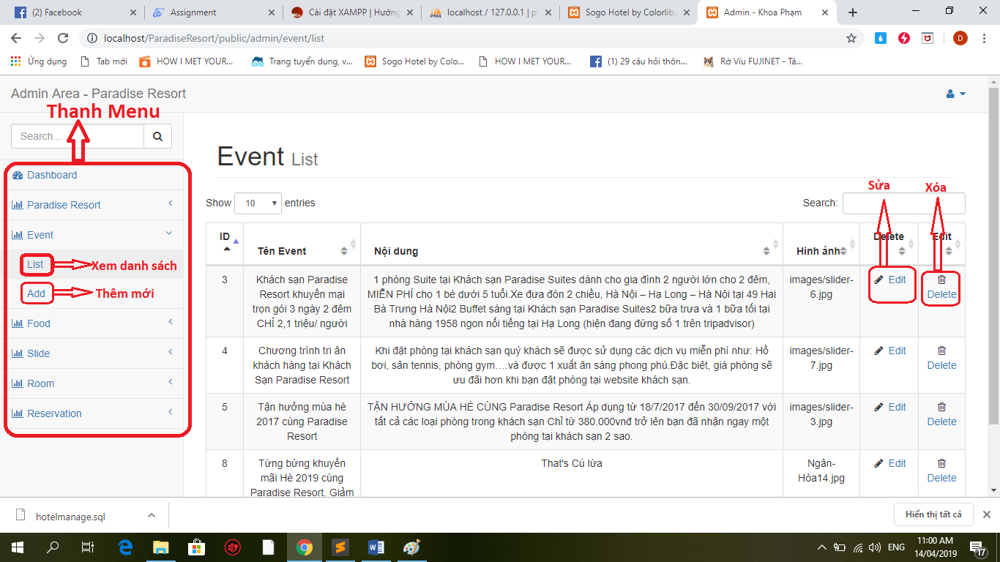 (2) Facebook
Assignment
Cài đặt XAMPP | Hướng
localhost / 127.0.0.1 | p
Sogo Hotel by Colorlib.
Admin - Khoa Phạm
localhost/ParadiseResort/public/admin/event/list
D
Ứng dụng
Tab mới
HOW I MET YOUR...
Trang tuyển dụng, v...
Sogo Hotel by Colo...
HOW I MET YOUR...
(1) 29 câu hỏi thôn...
Rờ Víu FUJINET - Tâ...
Admin Area - Paradise Resort
Thanh Menu
Search...
Dashboard
Paradise Resort
Event
List
Xem danh sách
Add
Thêm mới
Food
Slide
Room
Reservation
Event List
Sửa
Xóa
Show 10 entries
Search:
ID
Tên Event
Nội dung
Hình ảnh
Delete
Edit
3
Khách sạn Paradise
Resort khuyến mại
trọn gói 3 ngày 2 đêm
CHỈ 2,1 triệu/ người
1 phòng Suite tại Khách sạn Paradise Suites dành cho gia đình 2 người lớn cho 2 đêm,
MIỄN PHÍ cho 1 bé dưới 5 tuổi.Xe đưa đón 2 chiều, Hà Nội – Hạ Long – Hà Nội tại 49 Hai
Bà Trưng Hà Nội2 Buffet sáng tại Khách sạn Paradise Suites2 bữa trưa và 1 bữa tối tại
nhà hàng 1958 ngon nổi tiếng tại Hạ Long (hiện đang đứng số 1 trên tripadvisor)
images/slider-
6.jpg
Edit
Delete
4
Chương trình tri ân
khách hàng tại Khách
Sạn Paradise Resort
Khi đặt phòng tại khách sạn quý khách sẽ được sử dụng các dịch vụ miễn phí như: Hồ
bơi, sân tennis, phòng gym….và được 1 xuất ăn sáng phong phú.Đặc biệt, giá phòng sẽ
ưu đãi hơn khi bạn đặt phòng tại website khách sạn.
images/slider-
7.jpg
Edit
Delete
5
Tận hưởng mùa hè
2017 cùng Paradise
Resort
TẬN HƯỞNG MÙA HÈ CÙNG Paradise Resort Áp dụng từ 18/7/2017 đến 30/09/2017 với
tất cả các loại phòng trong khách sạn Chỉ từ 380.000vnđ trở lên bạn đã nhận ngay một
phòng tại khách sạn 2 sao.
images/slider-
3.jpg
Edit
Delete
8
Từng bừng khuyến
mãi Hè 2019 cùng
Paradise Resort. Giảm
That's Cú lừa
Ngân-
Hòa14.jpg
Edit
Delete
hotelmanage.sql
Hiển thị tất cả
ENG
11:00 AM
14/04/2019
17